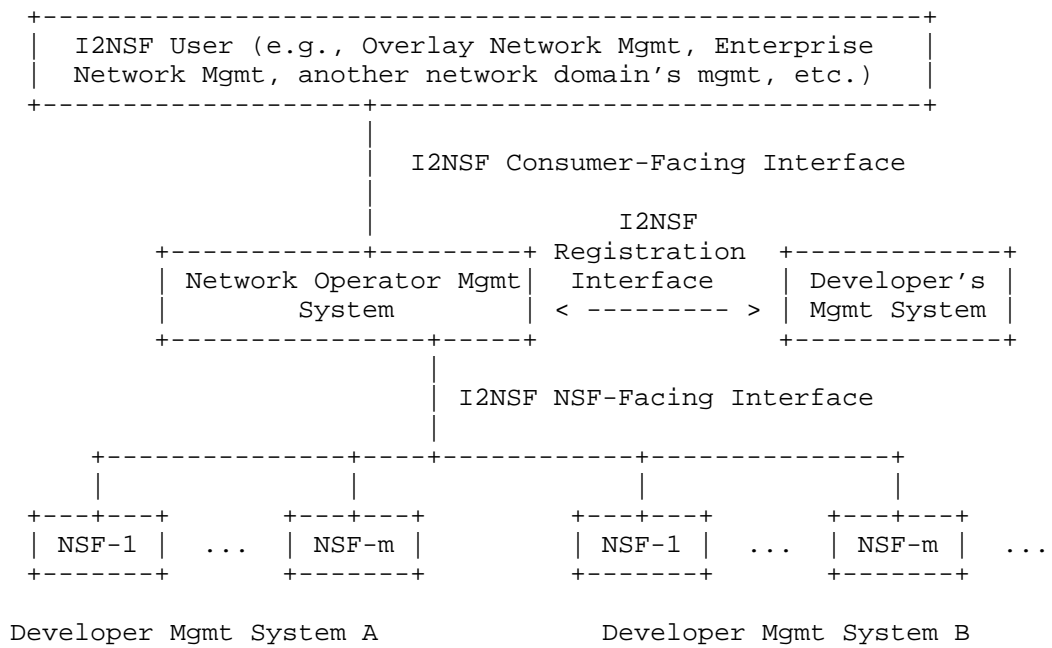 I2NSF User (e.g., Overlay Network Mgmt, Enterprise
Network Mgmt, another network domain's mgmt, etc.)
I2NSF Consumer-Facing Interface
I2NSF
Registration
Network Operator Mgmt Interface Developer's
System < --------- > Mgmt System
I2NSF NSF-Facing Interface
NSF-1 ... NSF-m NSF-1 ... NSF-m ...
Developer Mgmt System A Developer Mgmt System B